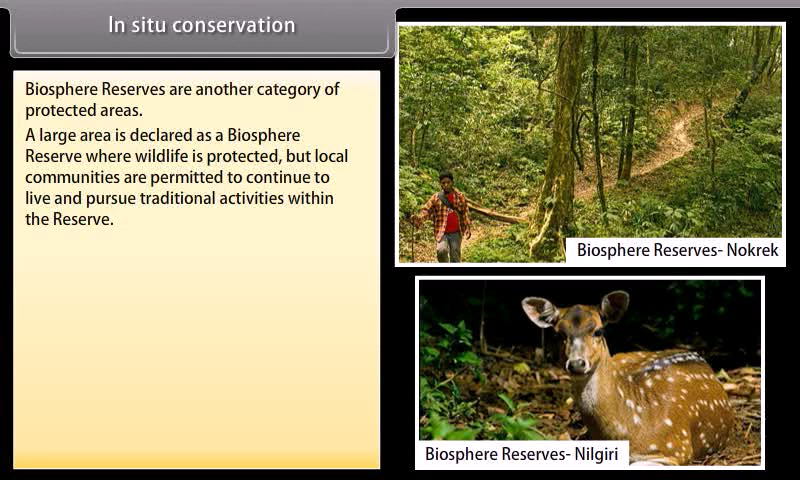 In situ conservation
Biosphere Reserves are another category of
protected areas.
A large area is declared as a Biosphere
Reserve where wildlife is protected, but local
communities are permitted to continue to
live and pursue traditional activities within
the Reserve.
Biosphere Reserves- Nokrek
Biosphere Reserves- Nilgiri